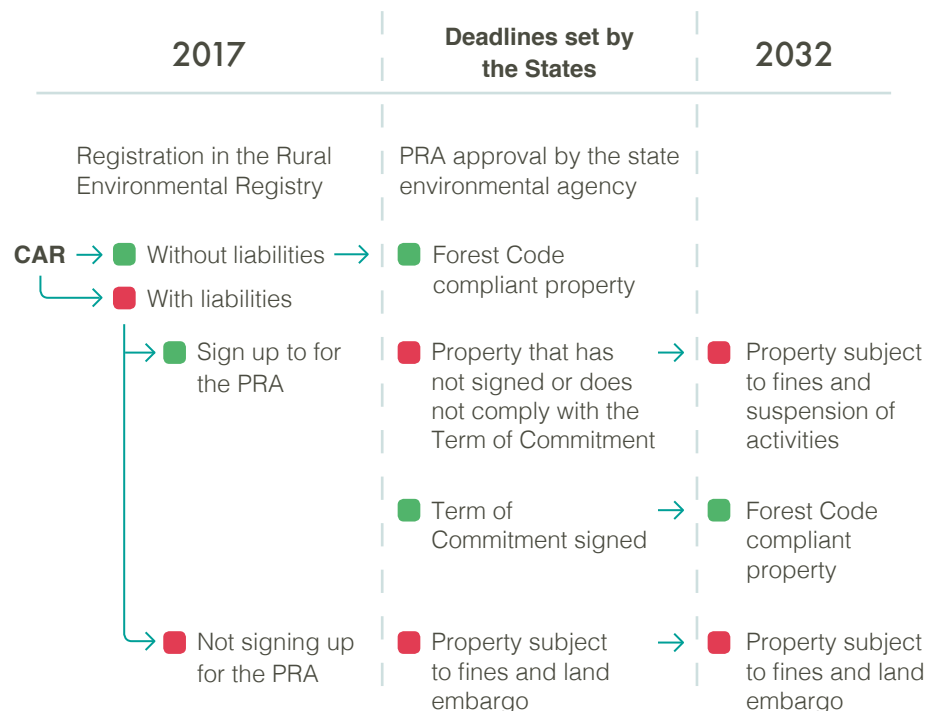 2017
Deadlines set by
the States
2032
Registration in the Rural
Environmental Registry
PRA approval by the state
environmental agency
CAR
Without liabilities
Forest Code
compliant property
With liabilities
Sign up to for
the PRA
Property that has
not signed or does
not comply with the
Term of Commitment
Property subject
to fines and
suspension of
activities
Term of
Commitment signed
Forest Code
compliant
property
Not signing up
for the PRA
Property subject
to fines and land
embargo
Property subject
to fines and land
embargo